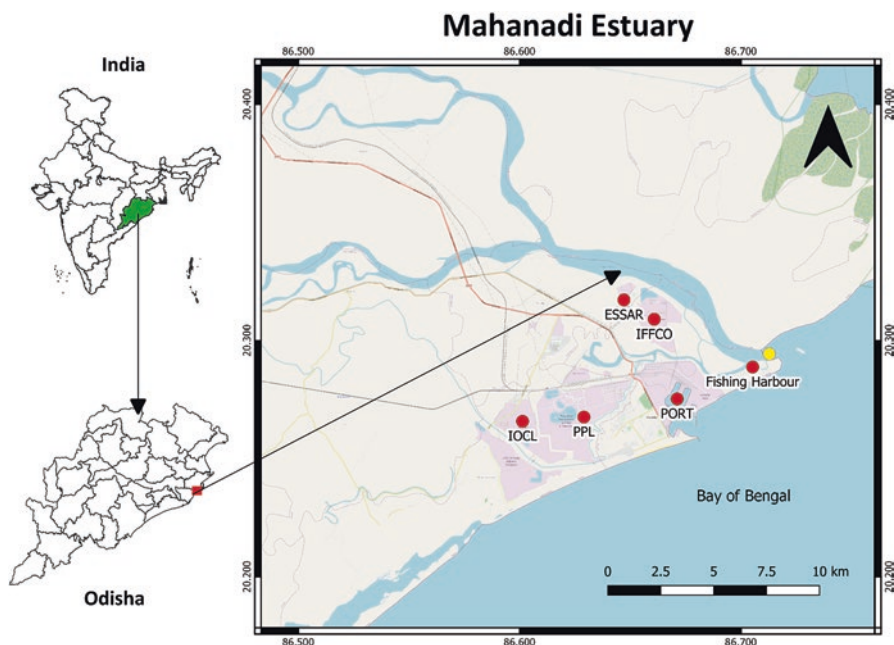 Mahanadi Estuary
India
86.500
86.600
86.700
20.400
20.400
ESSAR
IFFCO
20.300
20.300
Fishing Harbour
PORT
IOCL
PPL
Bay of Bengal
0
2.5
5
7.5
10 km
20.200
20.200
Odisha
86.500
86.600
86.700